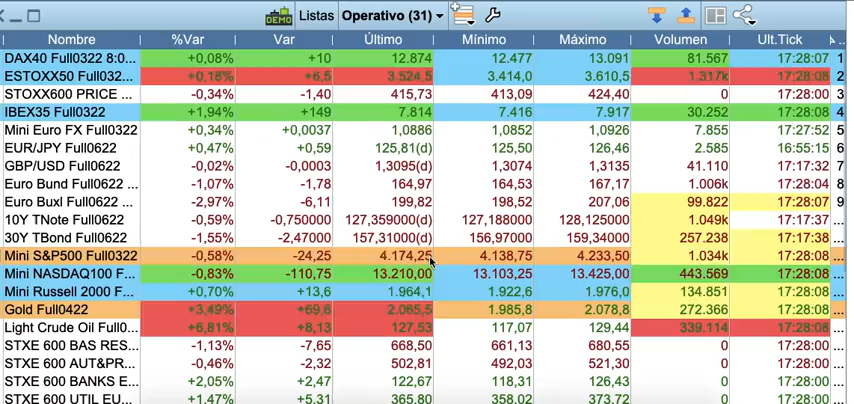 DEMO Listas Operativo (31)
Nombre %Var Var Último Mínimo Máximo Volumen Ult.Tick
DAX40 Full0322 8:0... +0,08% +10 12.874 12.477 13.091 81.567 17:28:07 1
ESTOXX50 Full032... +0,18% +6,5 3.524,5 3.414,0 3.610,5 1.317k 17:28:08 2
STOXX600 PRICE ... -0,34% -1,40 415,73 413,09 424,40 0 17:28:00 3
IBEX35 Full0322 +1,94% +149 7.814 7.416 7.917 30.252 17:28:08 4
Mini Euro FX Full0322 +0,34% +0,0037 1,0886 1,0852 1,0926 7.855 17:27:52 5
EUR/JPY Full0622 +0,47% +0,59 125,81(d) 125,50 126,46 2.585 16:55:15 6
GBP/USD Full0622 -0,02% -0,0003 1,3095(d) 1,3074 1,3135 41.110 17:17:32 7
Euro Bund Full0622 ... -1,07% -1,78 164,97 164,53 167,17 1.006k 17:28:04 8
Euro Buxl Full0622 ... -2,97% -6,11 199,82 198,52 207,06 99.822 17:28:07 9
10Y TNote Full0622 -0,59% -0,750000 127,359000(d) 127,188000 128,125000 1.049k 17:17:37 ...
30Y TBond Full0622 -1,55% -2,47000 157,31000(d) 156,97000 159,34000 257.238 17:17:38 ...
Mini S&P500 Full0322 -0,58% -24,25 4.174,25 4.138,75 4.233,50 1.034k 17:28:08 ...
Mini NASDAQ100 F... -0,83% -110,75 13.210,00 13.103,25 13.425,00 443.569 17:28:08 ...
Mini Russell 2000 F... +0,70% +13,6 1.964,1 1.922,6 1.976,0 134.851 17:28:08 ...
Gold Full0422 +3,49% +69,6 2.065,5 1.985,8 2.078,8 272.366 17:28:08 ...
Light Crude Oil Full0... +6,81% +8,13 127,53 117,07 129,44 339.114 17:28:08 ...
STXE 600 BAS RES... -1,13% -7,65 668,50 661,13 680,55 0 17:28:00 ...
STXE 600 AUT&PR... -0,46% -2,32 502,81 492,03 521,30 0 17:28:00 ...
STXE 600 BANKS E... +2,05% +2,47 122,67 118,31 126,43 0 17:28:00 ...
STXE 600 UTIL EU... +1,47% +5,31 365,80 358,02 373,72 0 17:28:00 ...